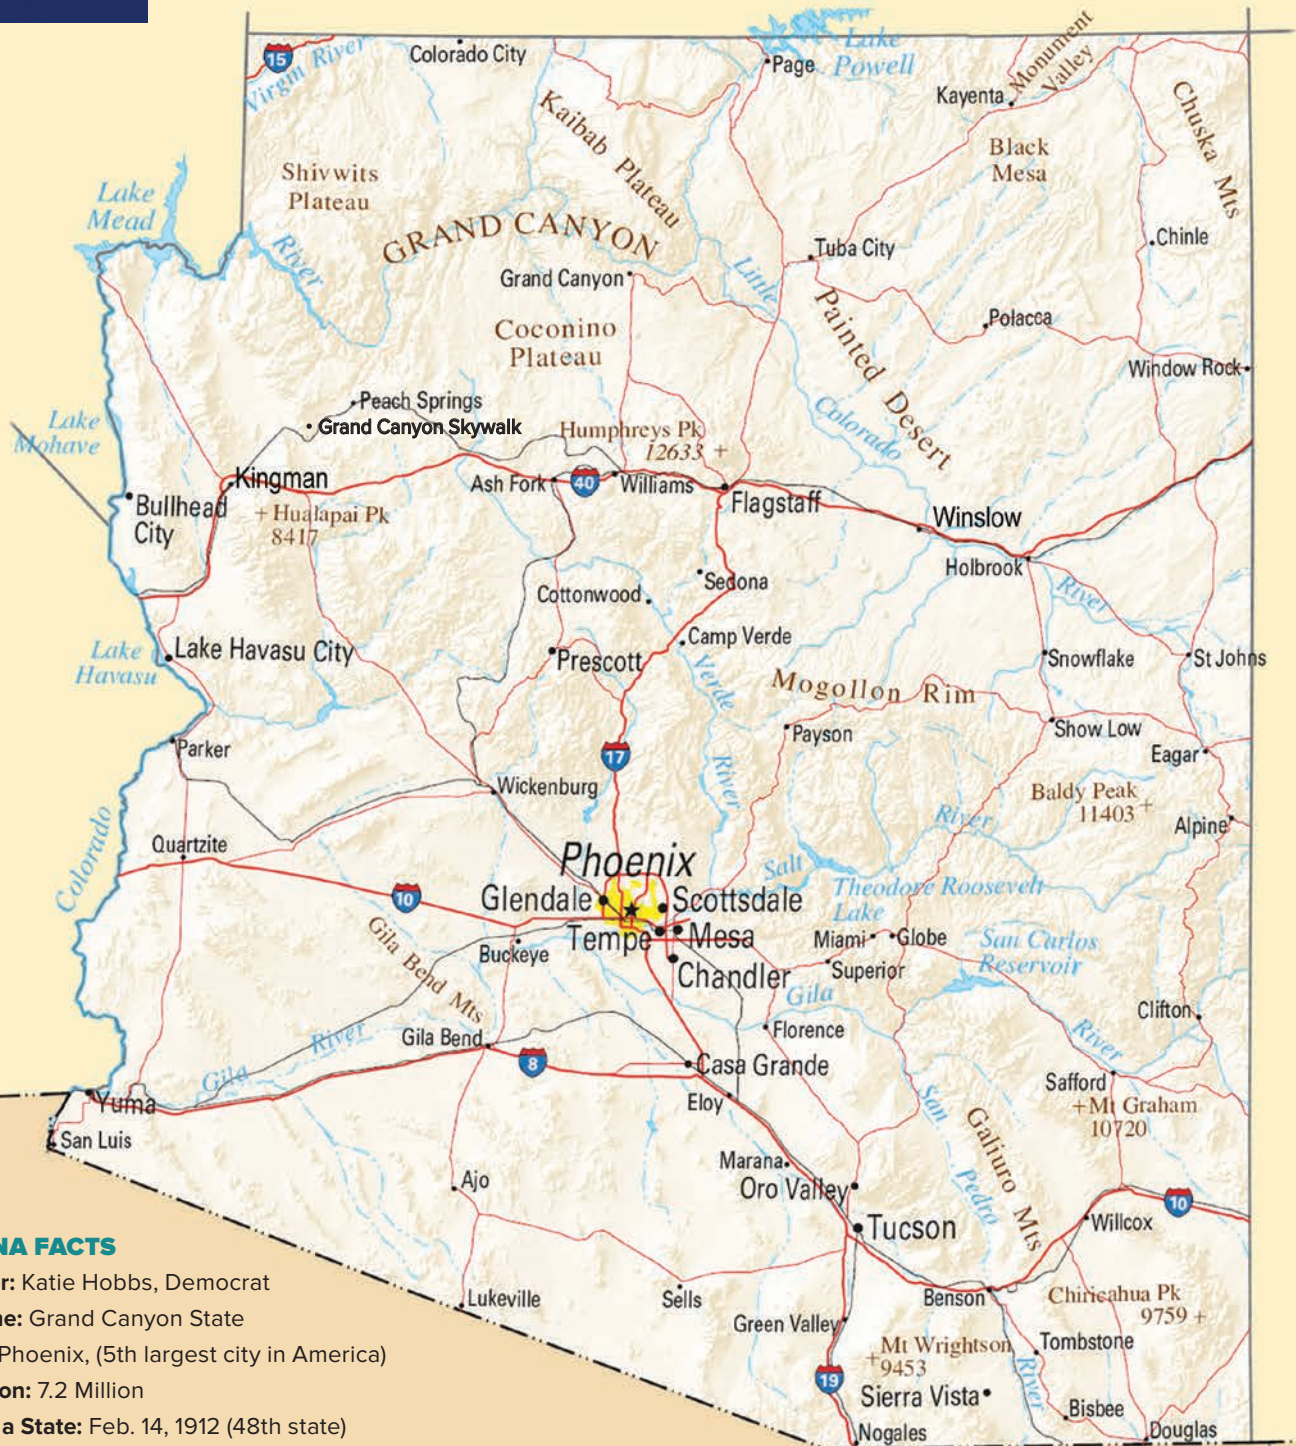 15
Virgin River
Colorado City
Lake
Powell
Page
Monument
Valley
Kayenta
Kaibab Plateau
Chuska Mts
Black
Mesa
Shivwits
Plateau
Lake
Mead
River
GRAND CANYON
Chinle
Tuba City
Grand Canyon
Little
Painted Desert
Coconino
Plateau
Polacca
Window Rock
Peach Springs
Grand Canyon Skywalk
Lake
Mohave
Humphreys Pk
12633 +
Colorado
Kingman
Ash Fork
40
Williams
Flagstaff
Bullhead
City
+ Hualapai Pk
8417
Winslow
Holbrook
River
Sedona
Cottonwood
Camp Verde
Lake Havasu City
Lake
Havasu
Prescott
Verde
River
Snowflake
St Johns
Mogollon Rim
Payson
Show Low
Eagar
Parker
17
Wickenburg
Baldy Peak
11403 +
River
Alpine
Colorado
Quartzite
Phoenix
Salt
10
Glendale
Scottsdale
Theodore Roosevelt
Lake
Tempe
Mesa
Miami
Globe
San Carlos
Reservoir
Gila Bend Mts
Buckeye
Chandler
Superior
Gila
Clifton
River
Gila Bend
Florence
Gila
River
8
Casa Grande
Safford
+Mt Graham
10720
Yuma
Eloy
San
Pedro
River
Galiuro Mts
San Luis
Marana
Oro Valley
Ajo
10
Tucson
Willcox
Lukeville
Sells
Benson
Chiricahua Pk
9759 +
Green Valley
Mt Wrightson
+9453
Tombstone
19
Sierra Vista
Bisbee
Nogales
Douglas
NA FACTS
r: Katie Hobbs, Democrat
ne: Grand Canyon State
Phoenix, (5th largest city in America)
on: 7.2 Million
a State: Feb. 14, 1912 (48th state)